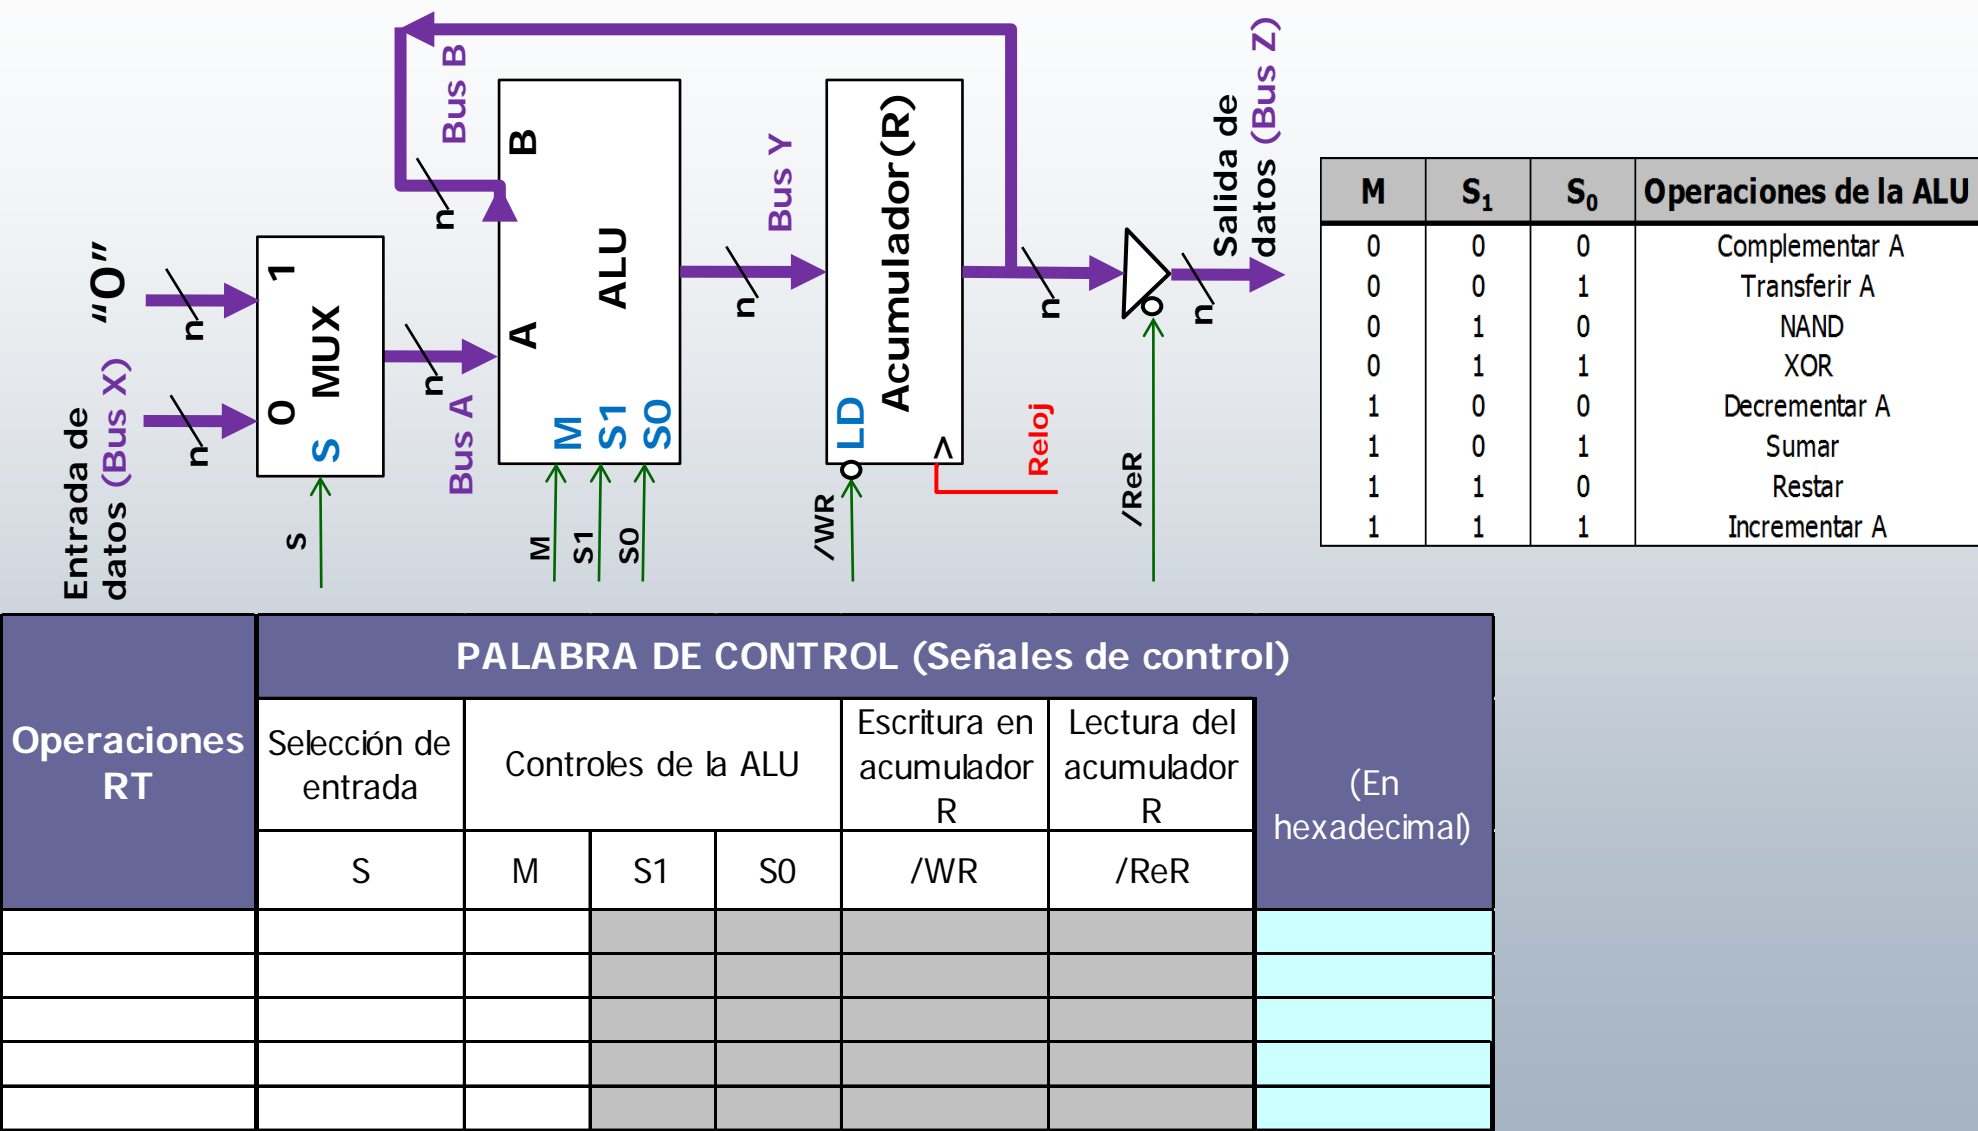 "0"
n
Entrada de
datos (Bus X)
n
1
0
MUX
S
s
n
Bus A
Bus B
n
B
A
ALU
M
S1
S0
M
S1
S0
Bus Y
n
Acumulador(R)
LD
>
/WR
Reloj
n
/ReR
n
Salida de
datos (Bus Z)
M S1 S0 Operaciones de la ALU
0 0 0 Complementar A
0 0 1 Transferir A
0 1 0 NAND
0 1 1 XOR
1 0 0 Decrementar A
1 0 1 Sumar
1 1 0 Restar
1 1 1 Incrementar A
PALABRA DE CONTROL (Señales de control)
Operaciones
RT
Selección de
entrada
Controles de la ALU
Escritura en
acumulador
R
Lectura del
acumulador
R
(En
hexadecimal)
S M S1 S0 /WR /ReR